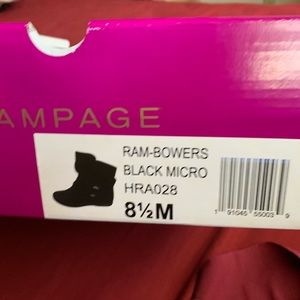 AMPAGE
RAM-BOWERS
BLACK MICRO
HRA028
8½M
1 91045 55003 9